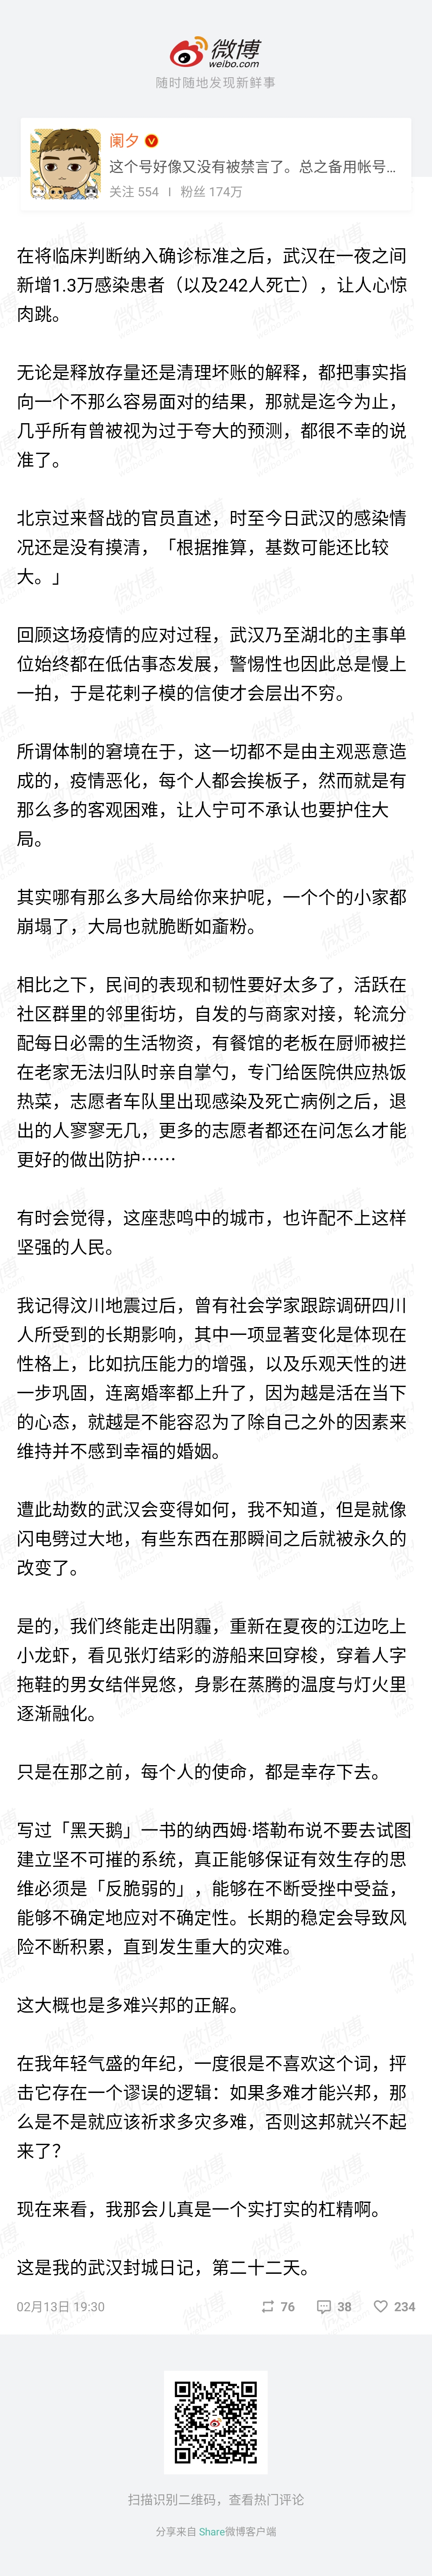 微博
weibo.com
随时随地发现新鲜事
阑夕
这个号好像又没有被禁言了。总之备用帐号...
关注 554 | 粉丝 174万
在将临床判断纳入确诊标准之后，武汉在一夜之间
新增1.3万感染患者（以及242人死亡），让人心惊
肉跳。
无论是释放存量还是清理坏账的解释，都把事实指
向一个不那么容易面对的结果，那就是迄今为止，
几乎所有曾被视为过于夸大的预测，都很不幸的说
准了。
北京过来督战的官员直述，时至今日武汉的感染情
况还是没有摸清，「根据推算，基数可能还比较
大。」
回顾这场疫情的应对过程，武汉乃至湖北的主事单
位始终都在低估事态发展，警惕性也因此总是慢上
一拍，于是花剌子模的信使才会层出不穷。
所谓体制的窘境在于，这一切都不是由主观恶意造
成的，疫情恶化，每个人都会挨板子，然而就是有
那么多的客观困难，让人宁可不承认也要护住大
局。
其实哪有那么多大局给你来护呢，一个个的小家都
崩塌了，大局也就脆断如齑粉。
相比之下，民间的表现和韧性要好太多了，活跃在
社区群里的邻里街坊，自发的与商家对接，轮流分
配每日必需的生活物资，有餐馆的老板在厨师被拦
在老家无法归队时亲自掌勺，专门给医院供应热饭
热菜，志愿者车队里出现感染及死亡病例之后，退
出的人寥寥无几，更多的志愿者都还在问怎么才能
更好的做出防护……
有时会觉得，这座悲鸣中的城市，也许配不上这样
坚强的人民。
我记得汶川地震过后，曾有社会学家跟踪调研四川
人所受到的长期影响，其中一项显著变化是体现在
性格上，比如抗压能力的增强，以及乐观天性的进
一步巩固，连离婚率都上升了，因为越是活在当下
的心态，就越是不能容忍为了除自己之外的因素来
维持并不感到幸福的婚姻。
遭此劫数的武汉会变得如何，我不知道，但是就像
闪电劈过大地，有些东西在那瞬间之后就被永久的
改变了。
是的，我们终能走出阴霾，重新在夏夜的江边吃上
小龙虾，看见张灯结彩的游船来回穿梭，穿着人字
拖鞋的男女结伴晃悠，身影在蒸腾的温度与灯火里
逐渐融化。
只是在那之前，每个人的使命，都是幸存下去。
写过「黑天鹅」一书的纳西姆·塔勒布说不要去试图
建立坚不可摧的系统，真正能够保证有效生存的思
维必须是「反脆弱的」，能够在不断受挫中受益，
能够不确定地应对不确定性。长期的稳定会导致风
险不断积累，直到发生重大的灾难。
这大概也是多难兴邦的正解。
在我年轻气盛的年纪，一度很是不喜欢这个词，抨
击它存在一个谬误的逻辑：如果多难才能兴邦，那
么是不是就应该祈求多灾多难，否则这邦就兴不起
来了？
现在来看，我那会儿真是一个实打实的杠精啊。
这是我的武汉封城日记，第二十二天。
02月13日 19:30 76 38 234
扫描识别二维码，查看热门评论
分享来自 Share微博客户端